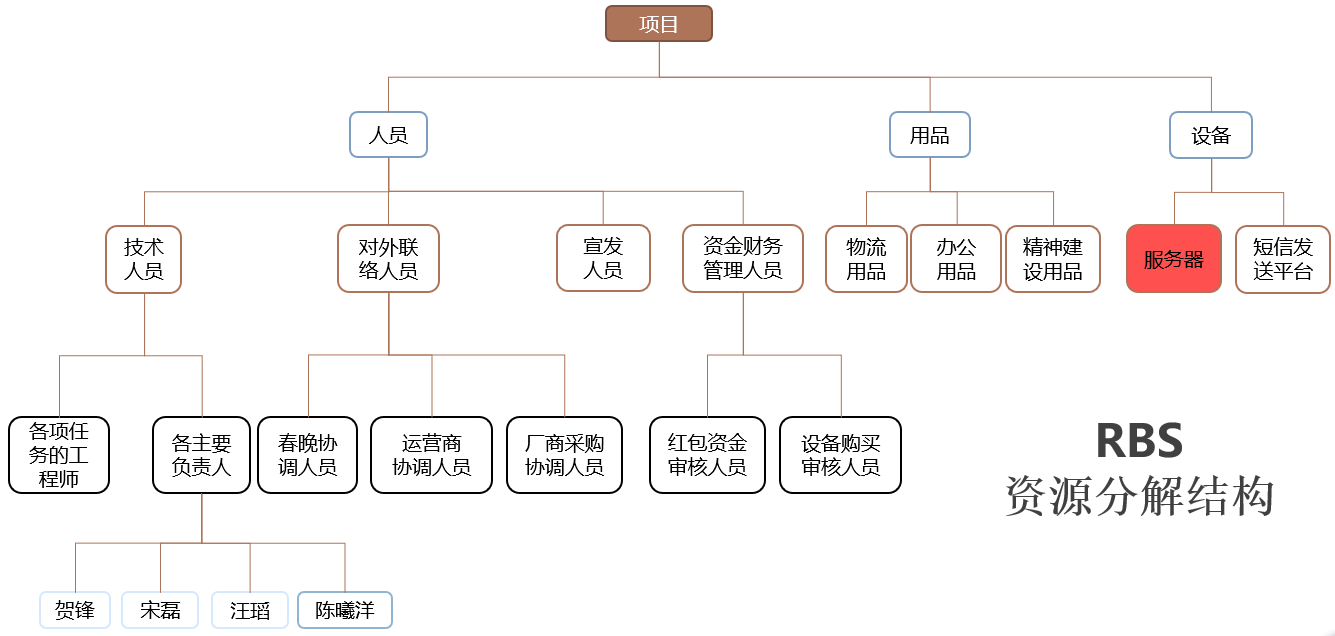 项目
人员
用品
设备
技术
人员
对外联
络人员
宣发
人员
资金财务
管理人员
物流
用品
办公
用品
精神建
设用品
服务器
短信发
送平台
各项任
务的工
程师
各主要
负责人
春晚协
调人员
运营商
协调人员
厂商采购
协调人员
红包资金
审核人员
设备购买
审核人员
RBS
资源分解结构
贺锋
宋磊
汪瑫
陈曦洋